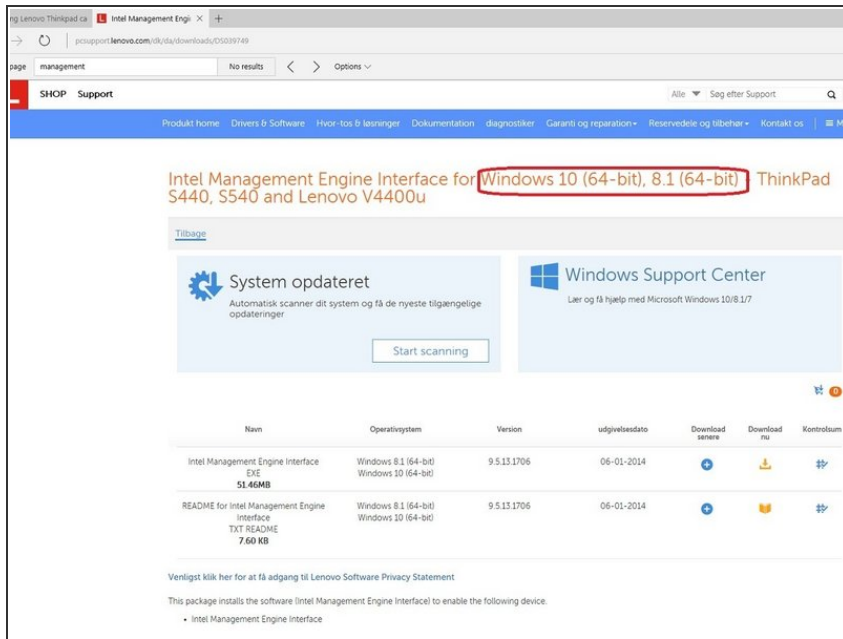 ng Lenovo Thinkpad ca
L Intel Management Engi
pcsupport.lenovo.com/dk/da/downloads/DS039749
page management No results Options
SHOP Support
Alle Søg efter Support
Produkt home Drivers & Software Hvor-tos & løsninger Dokumentation diagnostiker Garanti og reparation Reservedele og tilbehør Kontakt os M
Intel Management Engine Interface for Windows 10 (64-bit), 8.1 (64-bit) - ThinkPad
S440, S540 and Lenovo V4400u
Tilbage
System opdateret
Automatisk scanner dit system og få de nyeste tilgængelige
opdateringer
Start scanning
Windows Support Center
Lær og få hjælp med Microsoft Windows 10/8.1/7
0
Navn Operativsystem Version udgivelsesdato Download senere Download nu Kontrolsum
Intel Management Engine Interface Windows 8.1 (64-bit) 9.5.13.1706 06-01-2014
EXE Windows 10 (64-bit)
51.46MB
README for Intel Management Engine Windows 8.1 (64-bit) 9.5.13.1706 06-01-2014
Interface Windows 10 (64-bit)
TXT README
7.60 KB
Venligst klik her for at få adgang til Lenovo Software Privacy Statement
This package installs the software (Intel Management Engine Interface) to enable the following device.
• Intel Management Engine Interface